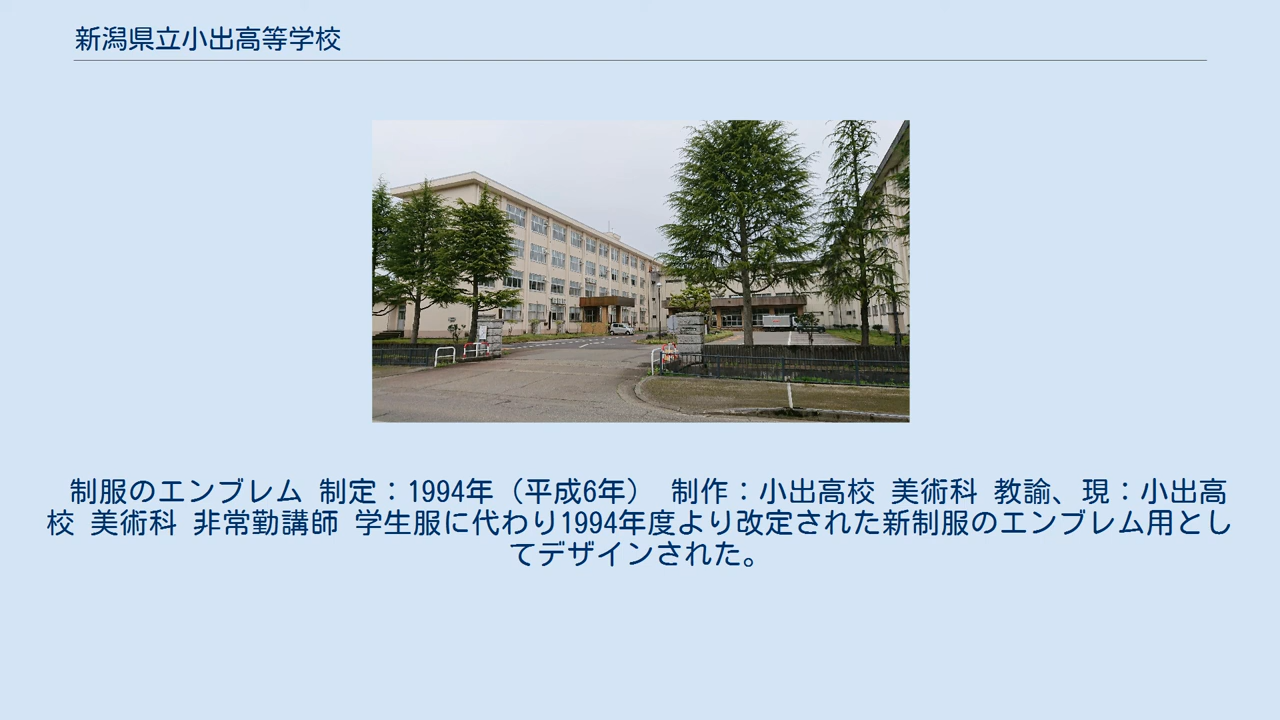 新潟県立小出高等学校
制服のエンブレム 制定：1994年（平成6年） 制作：小出高校 美術科 教諭、現：小出高
校 美術科 非常勤講師 学生服に代わり1994年度より改定された新制服のエンブレム用とし
てデザインされた。